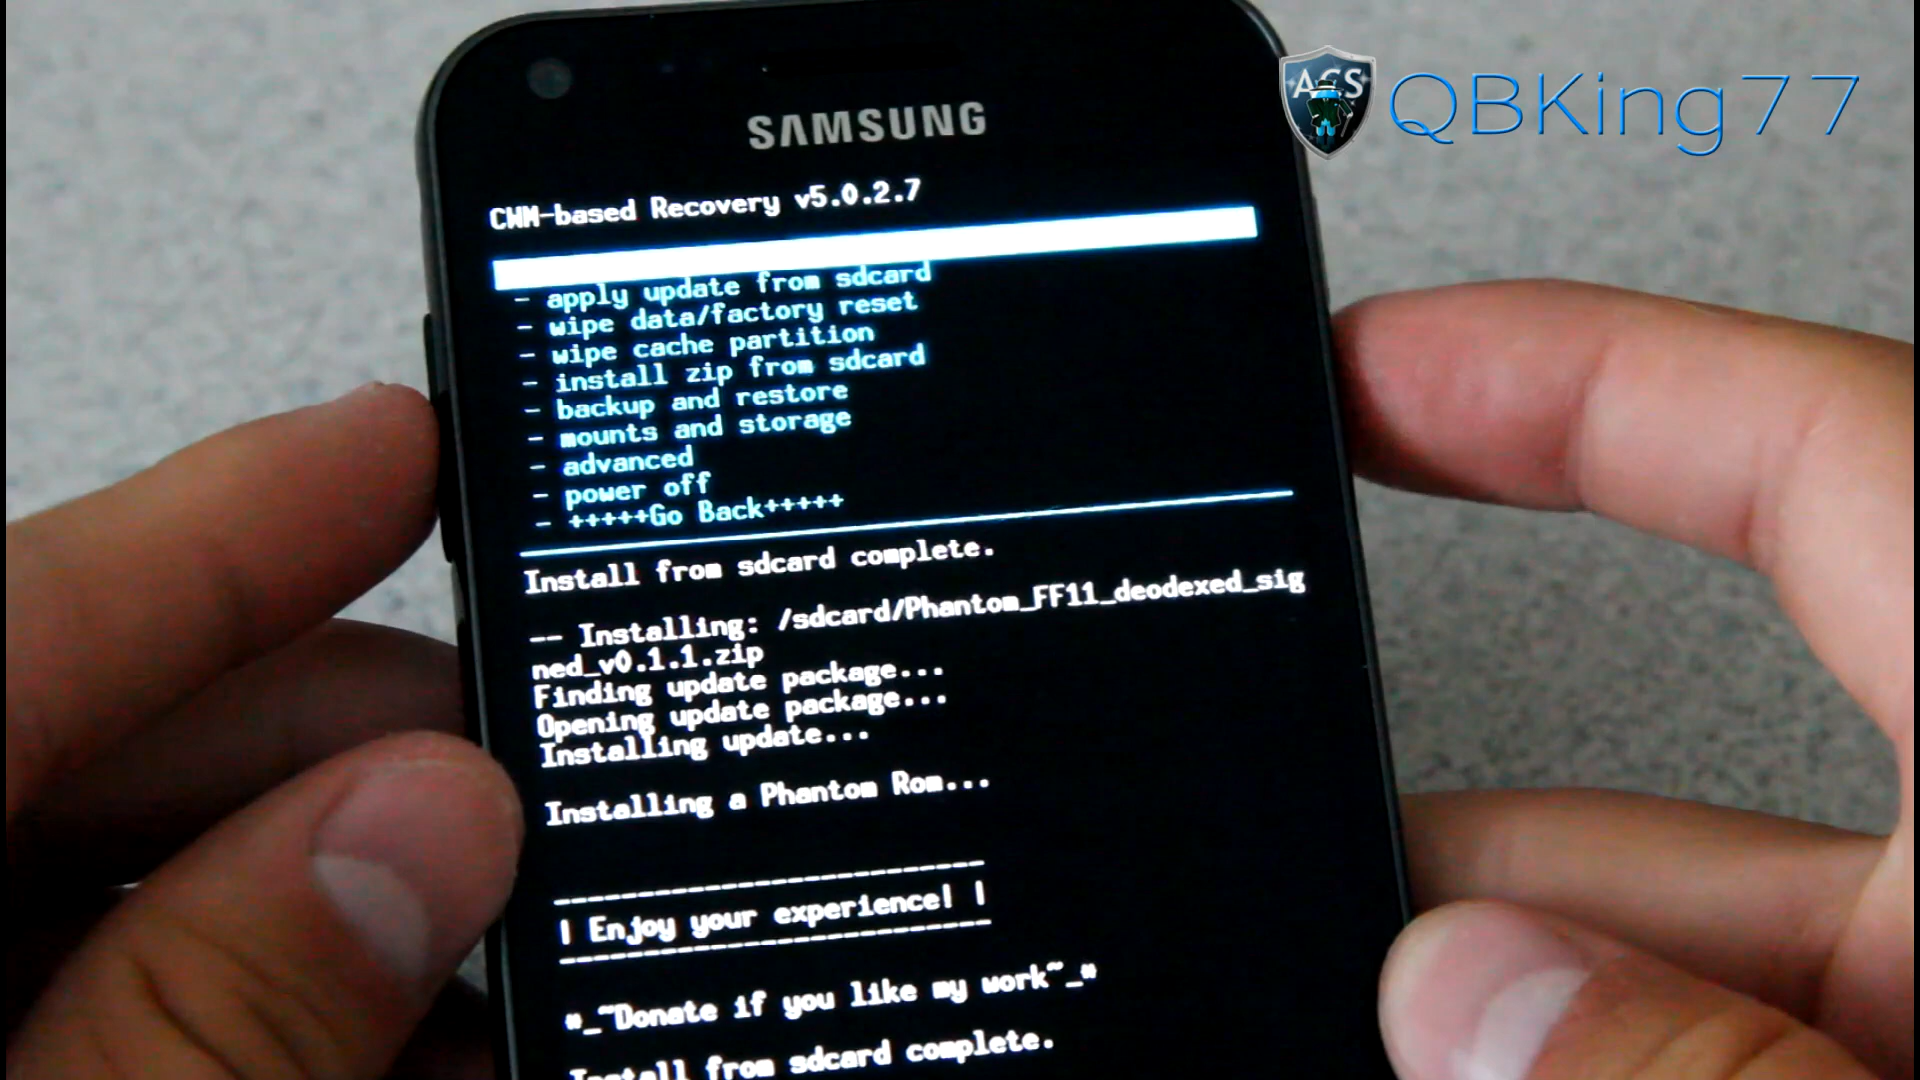 ACS QBKing77
SAMSUNG
CWM-based Recovery v5.0.2.7
- apply update from sdcard
- wipe data/factory reset
- wipe cache partition
- install zip from sdcard
- backup and restore
- mounts and storage
- advanced
- power off
- +++++Go Back+++++
Install from sdcard complete.
-- Installing: /sdcard/Phantom_FF11_deodexed_sig
ned_v0.1.1.zip
Finding update package...
Opening update package...
Installing update...
Installing a Phantom Rom...
------------------------
| Enjoy your experience! |
------------------------
*_~Donate if you like my work~_*
Install from sdcard complete.